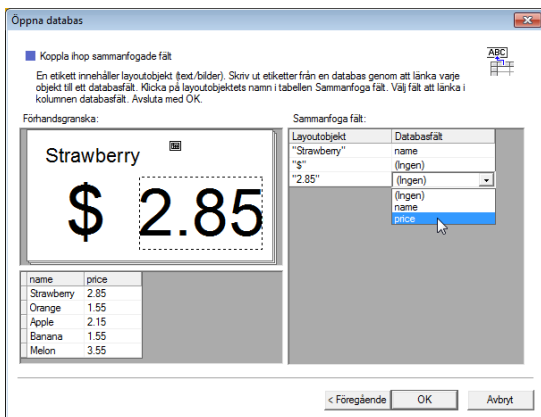 Öppna databas
Koppla ihop sammanfogade fält
ABC
En etikett innehåller layoutobjekt (text/bilder). Skriv ut etiketter från en databas genom att länka varje
objekt till ett databasfält. Klicka på layoutobjektets namn i tabellen Sammanfoga fält. Välj fält att länka i
kolumnen databasfält. Avsluta med OK.
Förhandsgranska:
Strawberry
$ 2.85
name price
Strawberry 2.85
Orange 1.55
Apple 2.15
Banana 1.55
Melon 3.55
Sammanfoga fält:
Layoutobjekt Databasfält
"Strawberry" name
"$" (Ingen)
"2.85" (Ingen)
(Ingen)
name
price
< Föregående OK Avbryt